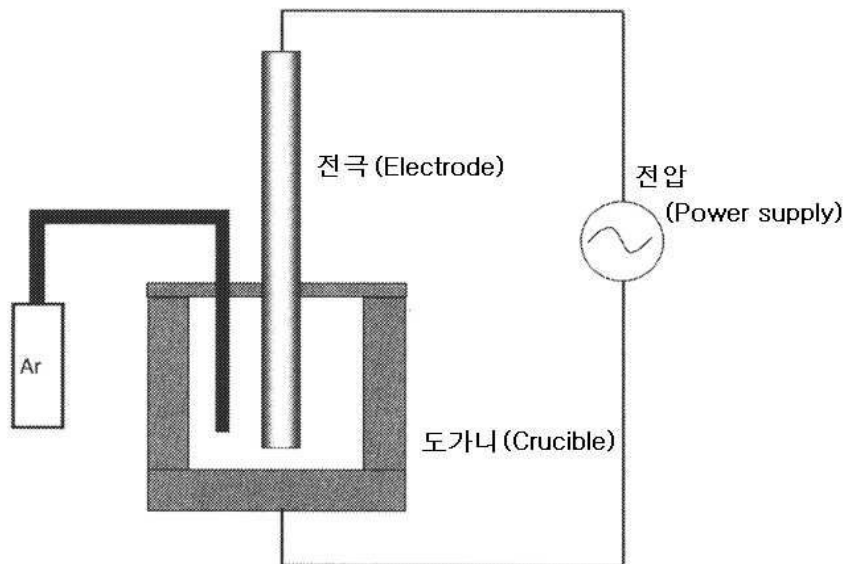 전극(Electrode)
전압
(Power supply)
Ar
도가니(Crucible)